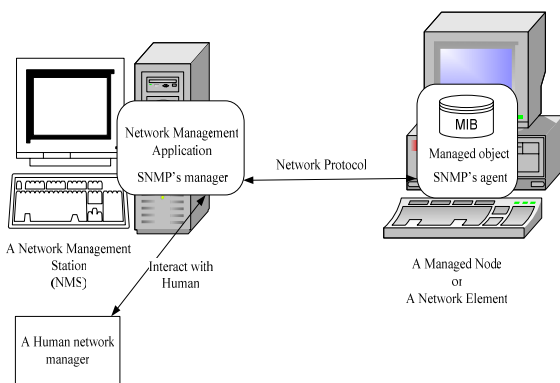 Network Management
Application
SNMP's manager
Network Protocol
MIB
Managed object
SNMP's agent
A Network Management
Station
(NMS)
Interact with
Human
A Managed Node
or
A Network Element
A Human network
manager